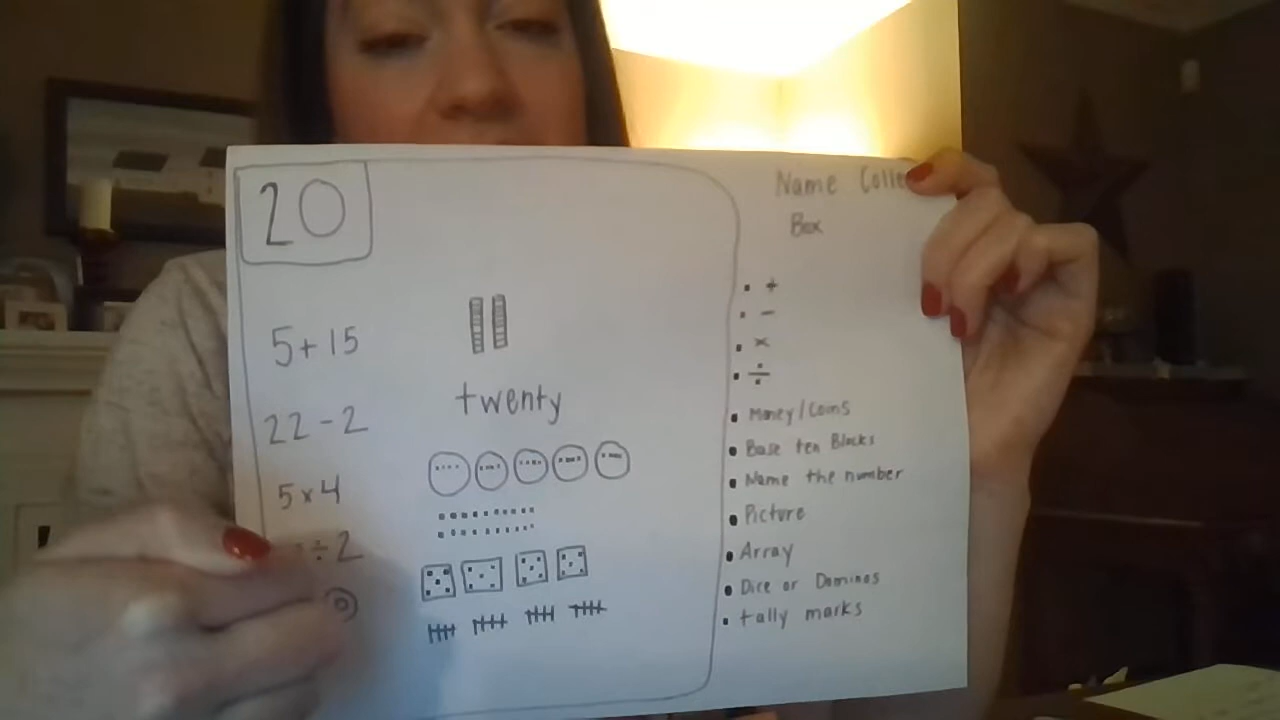 20
5+15
22-2
5x4
÷2
twenty
Name
Box
+
-
×
÷
Money/Coins
Base ten Blocks
Name the number
Picture
Array
Dice or Dominos
tally marks